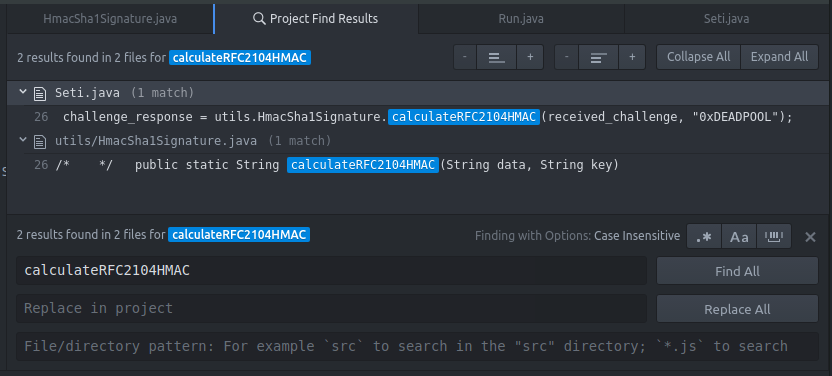 HmacSha1Signature.java Project Find Results Run.java Seti.java
2 results found in 2 files for calculateRFC2104HMAC - + - + Collapse All Expand All
Seti.java (1 match)
26 challenge_response = utils.HmacSha1Signature.calculateRFC2104HMAC(received_challenge, "0xDEADPOOL");
utils/HmacSha1Signature.java (1 match)
26 /* */ public static String calculateRFC2104HMAC(String data, String key)
2 results found in 2 files for calculateRFC2104HMAC Finding with Options: Case Insensitive .* Aa
calculateRFC2104HMAC Find All
Replace in project Replace All
File/directory pattern: For example `src` to search in the "src" directory; `*.js` to search